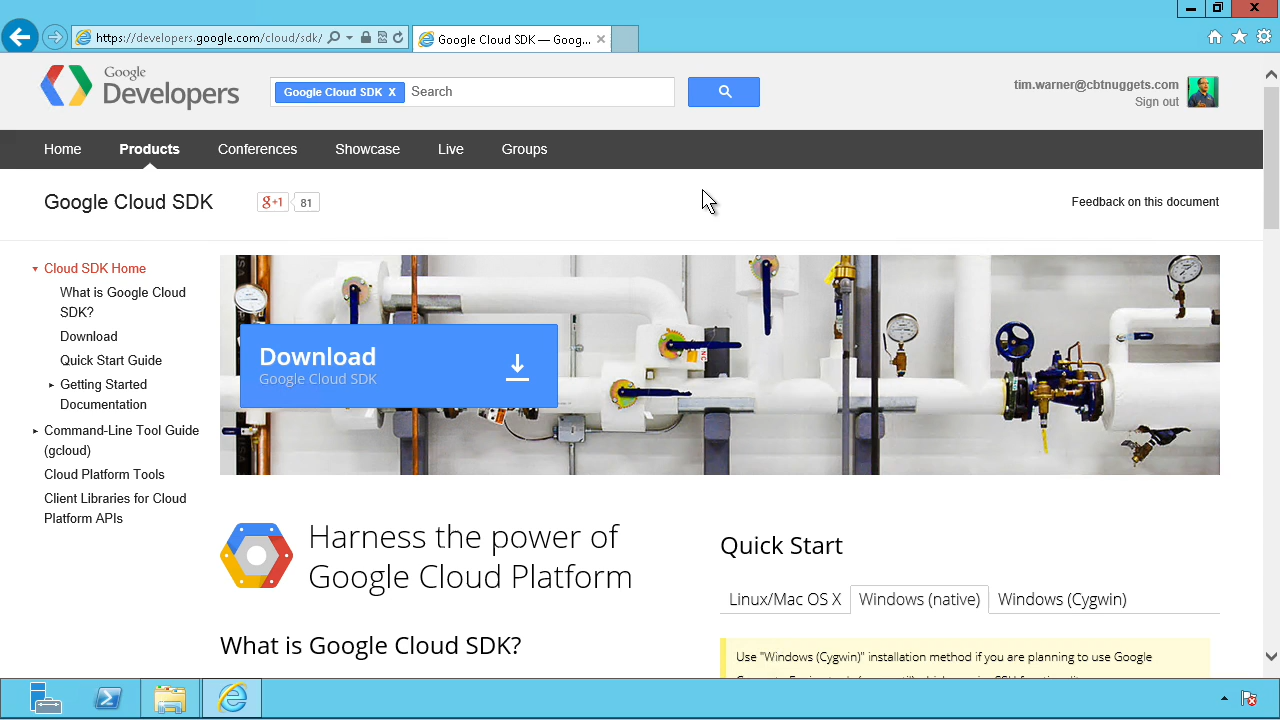 https://developers.google.com/cloud/sdk/
Google Cloud SDK — Goog...
Google
Developers
Google Cloud SDK X
Search
tim.warner@cbtnuggets.com
Sign out
Home
Products
Conferences
Showcase
Live
Groups
Google Cloud SDK
g+1
81
Feedback on this document
Cloud SDK Home
What is Google Cloud
SDK?
Download
Quick Start Guide
Getting Started
Documentation
Command-Line Tool Guide
(gcloud)
Cloud Platform Tools
Client Libraries for Cloud
Platform APIs
Download
Google Cloud SDK
Harness the power of
Google Cloud Platform
What is Google Cloud SDK?
Quick Start
Linux/Mac OS X
Windows (native)
Windows (Cygwin)
Use "Windows (Cygwin)" installation method if you are planning to use Google